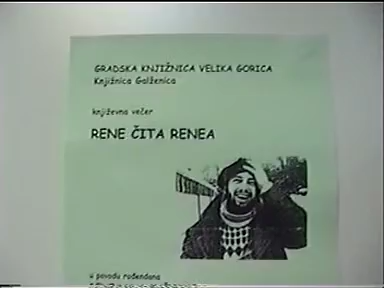 GRADSKA KNJIŽNICA VELIKA GORICA
Knjižnica Galženica
književna večer
RENE ČITA RENEA
u povodu rođendana